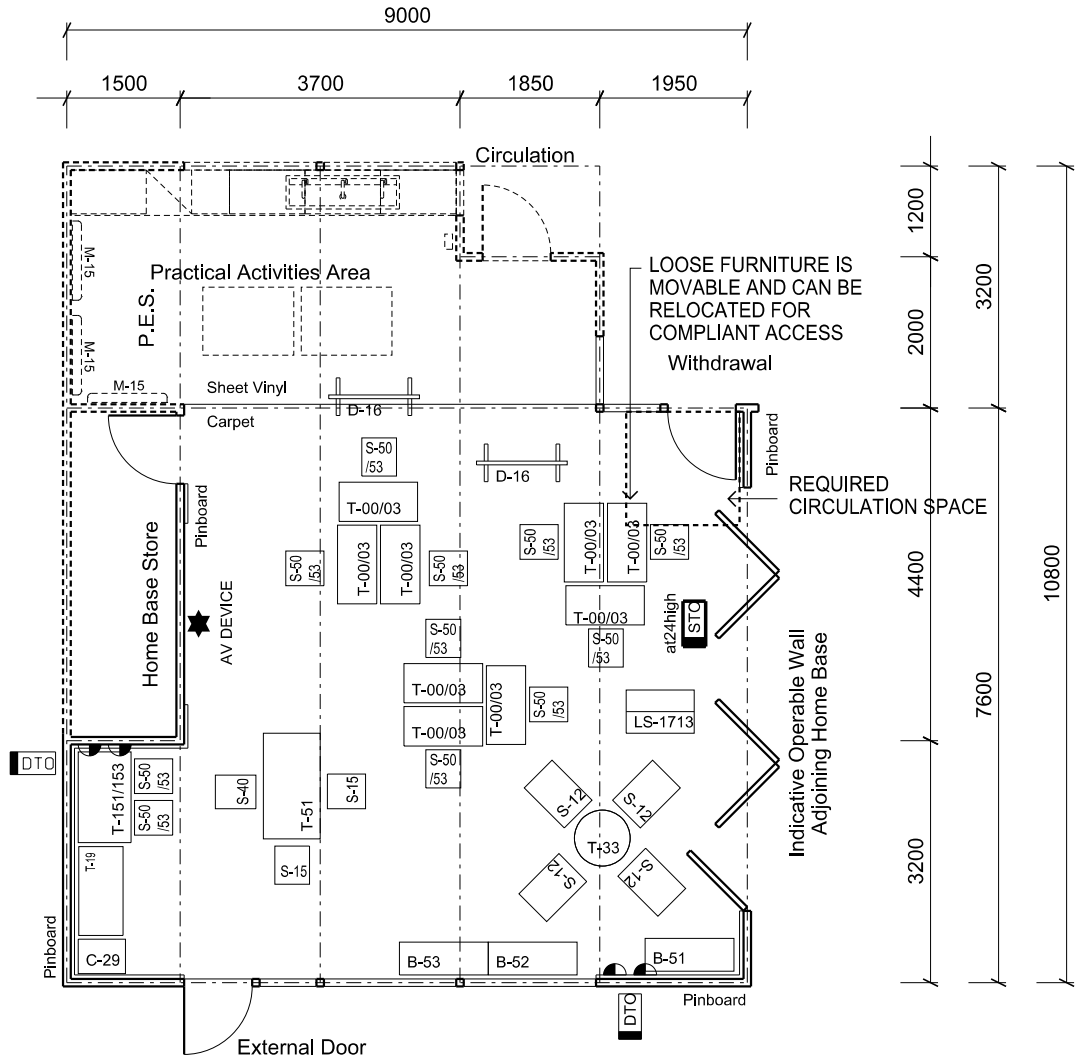 9000
1500
3700
1850
1950
Circulation
1200
3200
10800
2000
M-15
Practical Activities Area
P.E.S.
LOOSE FURNITURE IS
MOVABLE AND CAN BE
RELOCATED FOR
COMPLIANT ACCESS
Withdrawal
M-15
M-15
Sheet Vinyl
D-16
Carpet
Pinboard
S-50
/53
D-16
REQUIRED
CIRCULATION SPACE
Pinboard
T-00/03
T-00/03
T-00/03
S-50
/53
S-50
/53
S-50
/53
T-00/03
T-00/03
S-50
/53
4400
7600
Home Base Store
AV DEVICE
T-00/03
S-50
/53
S-50
/53
at24high
STO
T-00/03
T-00/03
T-00/03
S-50
/53
LS-1713
Indicative Operable Wall
Adjoining Home Base
DTO
S-50
/53
T-151/153
S-50
/53
S-50
/53
S-40
T-51
S-15
S-12
S-12
T-33
S-15
S-12
S-12
3200
T-19
Pinboard
C-29
B-53
B-52
B-51
Pinboard
DTO
External Door